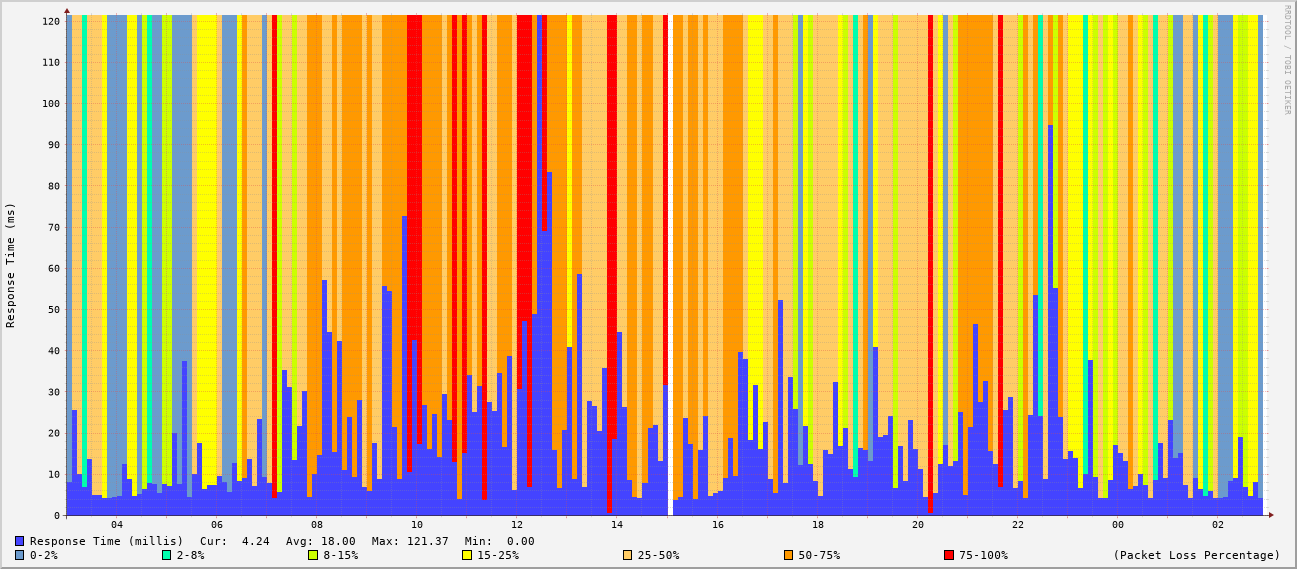 RRDTOOL / TOBI OETIKER
Response Time (ms)
120
110
100
90
80
70
60
50
40
30
20
10
0
04 06 08 10 12 14 16 18 20 22 00 02
Response Time (millis) Cur: 4.24 Avg: 18.00 Max: 121.37 Min: 0.00
0-2% 2-8% 8-15% 15-25% 25-50% 50-75% 75-100% (Packet Loss Percentage)